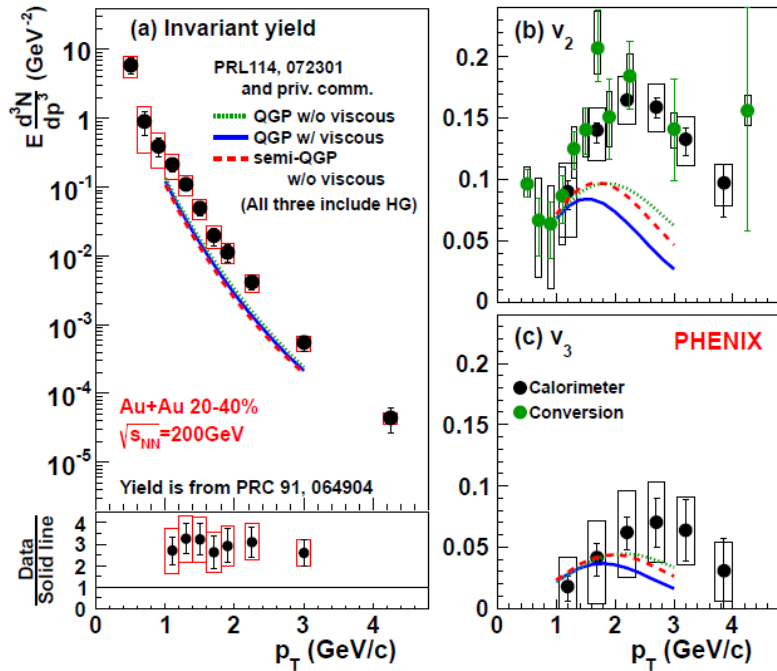 (a) Invariant yield
E d³N/dp³ (GeV⁻²)
10
1
10⁻¹
10⁻²
10⁻³
10⁻⁴
10⁻⁵
PRL114, 072301
and priv. comm.
QGP w/o viscous
QGP w/ viscous
semi-QGP
w/o viscous
(All three include HG)
Au+Au 20-40%
√sNN=200GeV
Yield is from PRC 91, 064904
Data
Solid line
4
3
2
1
0
0 1 2 3 4
pT (GeV/c)
(b) v₂
0.2
0.15
0.1
0.05
0
(c) v₃
PHENIX
Calorimeter
Conversion
0.2
0.15
0.1
0.05
0
0 1 2 3 4
pT (GeV/c)